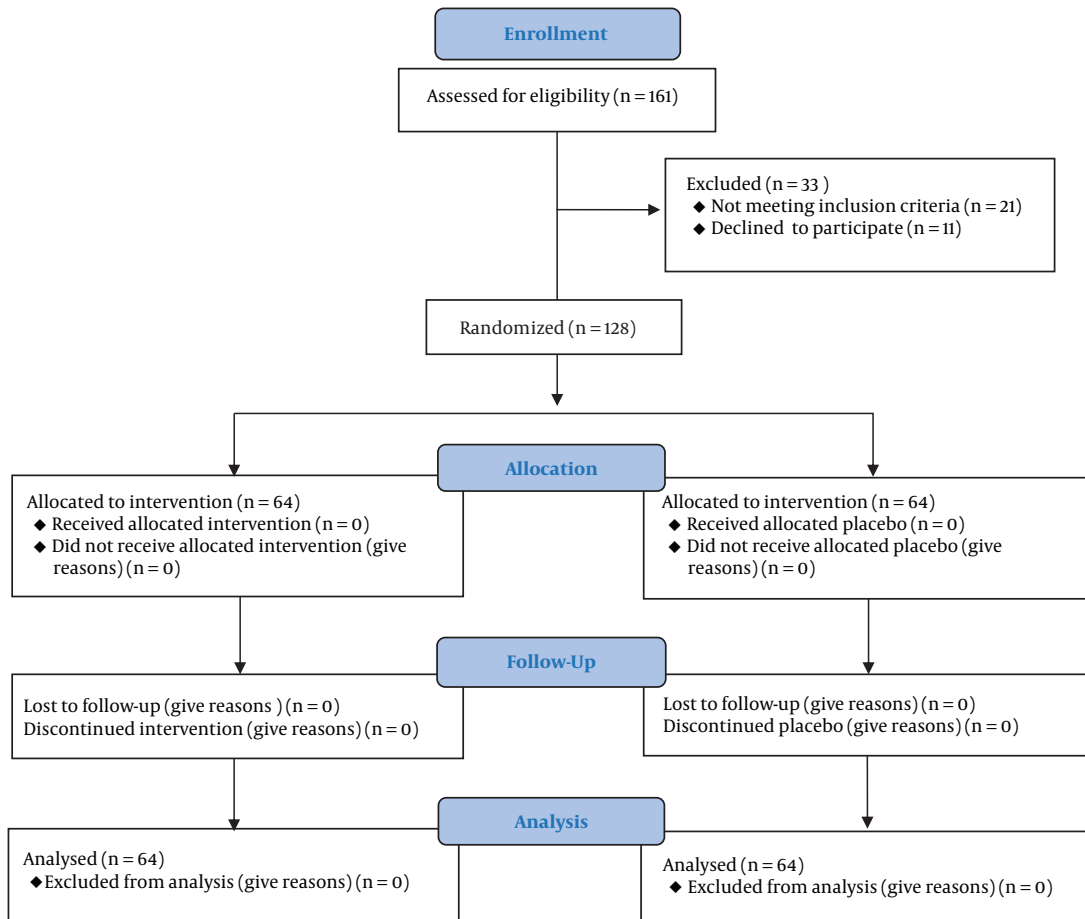 Enrollment
Assessed for eligibility (n = 161)
Excluded (n = 33 )
◆ Not meeting inclusion criteria (n = 21)
◆ Declined to participate (n = 11)
Randomized (n = 128)
Allocation
Allocated to intervention (n = 64)
◆ Received allocated intervention (n = 0)
◆ Did not receive allocated intervention (give
reasons) (n = 0)
Allocated to intervention (n = 64)
◆ Received allocated placebo (n = 0)
◆ Did not receive allocated placebo (give
reasons) (n = 0)
Follow-Up
Lost to follow-up (give reasons ) (n = 0)
Discontinued intervention (give reasons) (n = 0)
Lost to follow-up (give reasons) (n = 0)
Discontinued placebo (give reasons) (n = 0)
Analysis
Analysed (n = 64)
◆Excluded from analysis (give reasons) (n = 0)
Analysed (n = 64)
◆ Excluded from analysis (give reasons) (n = 0)